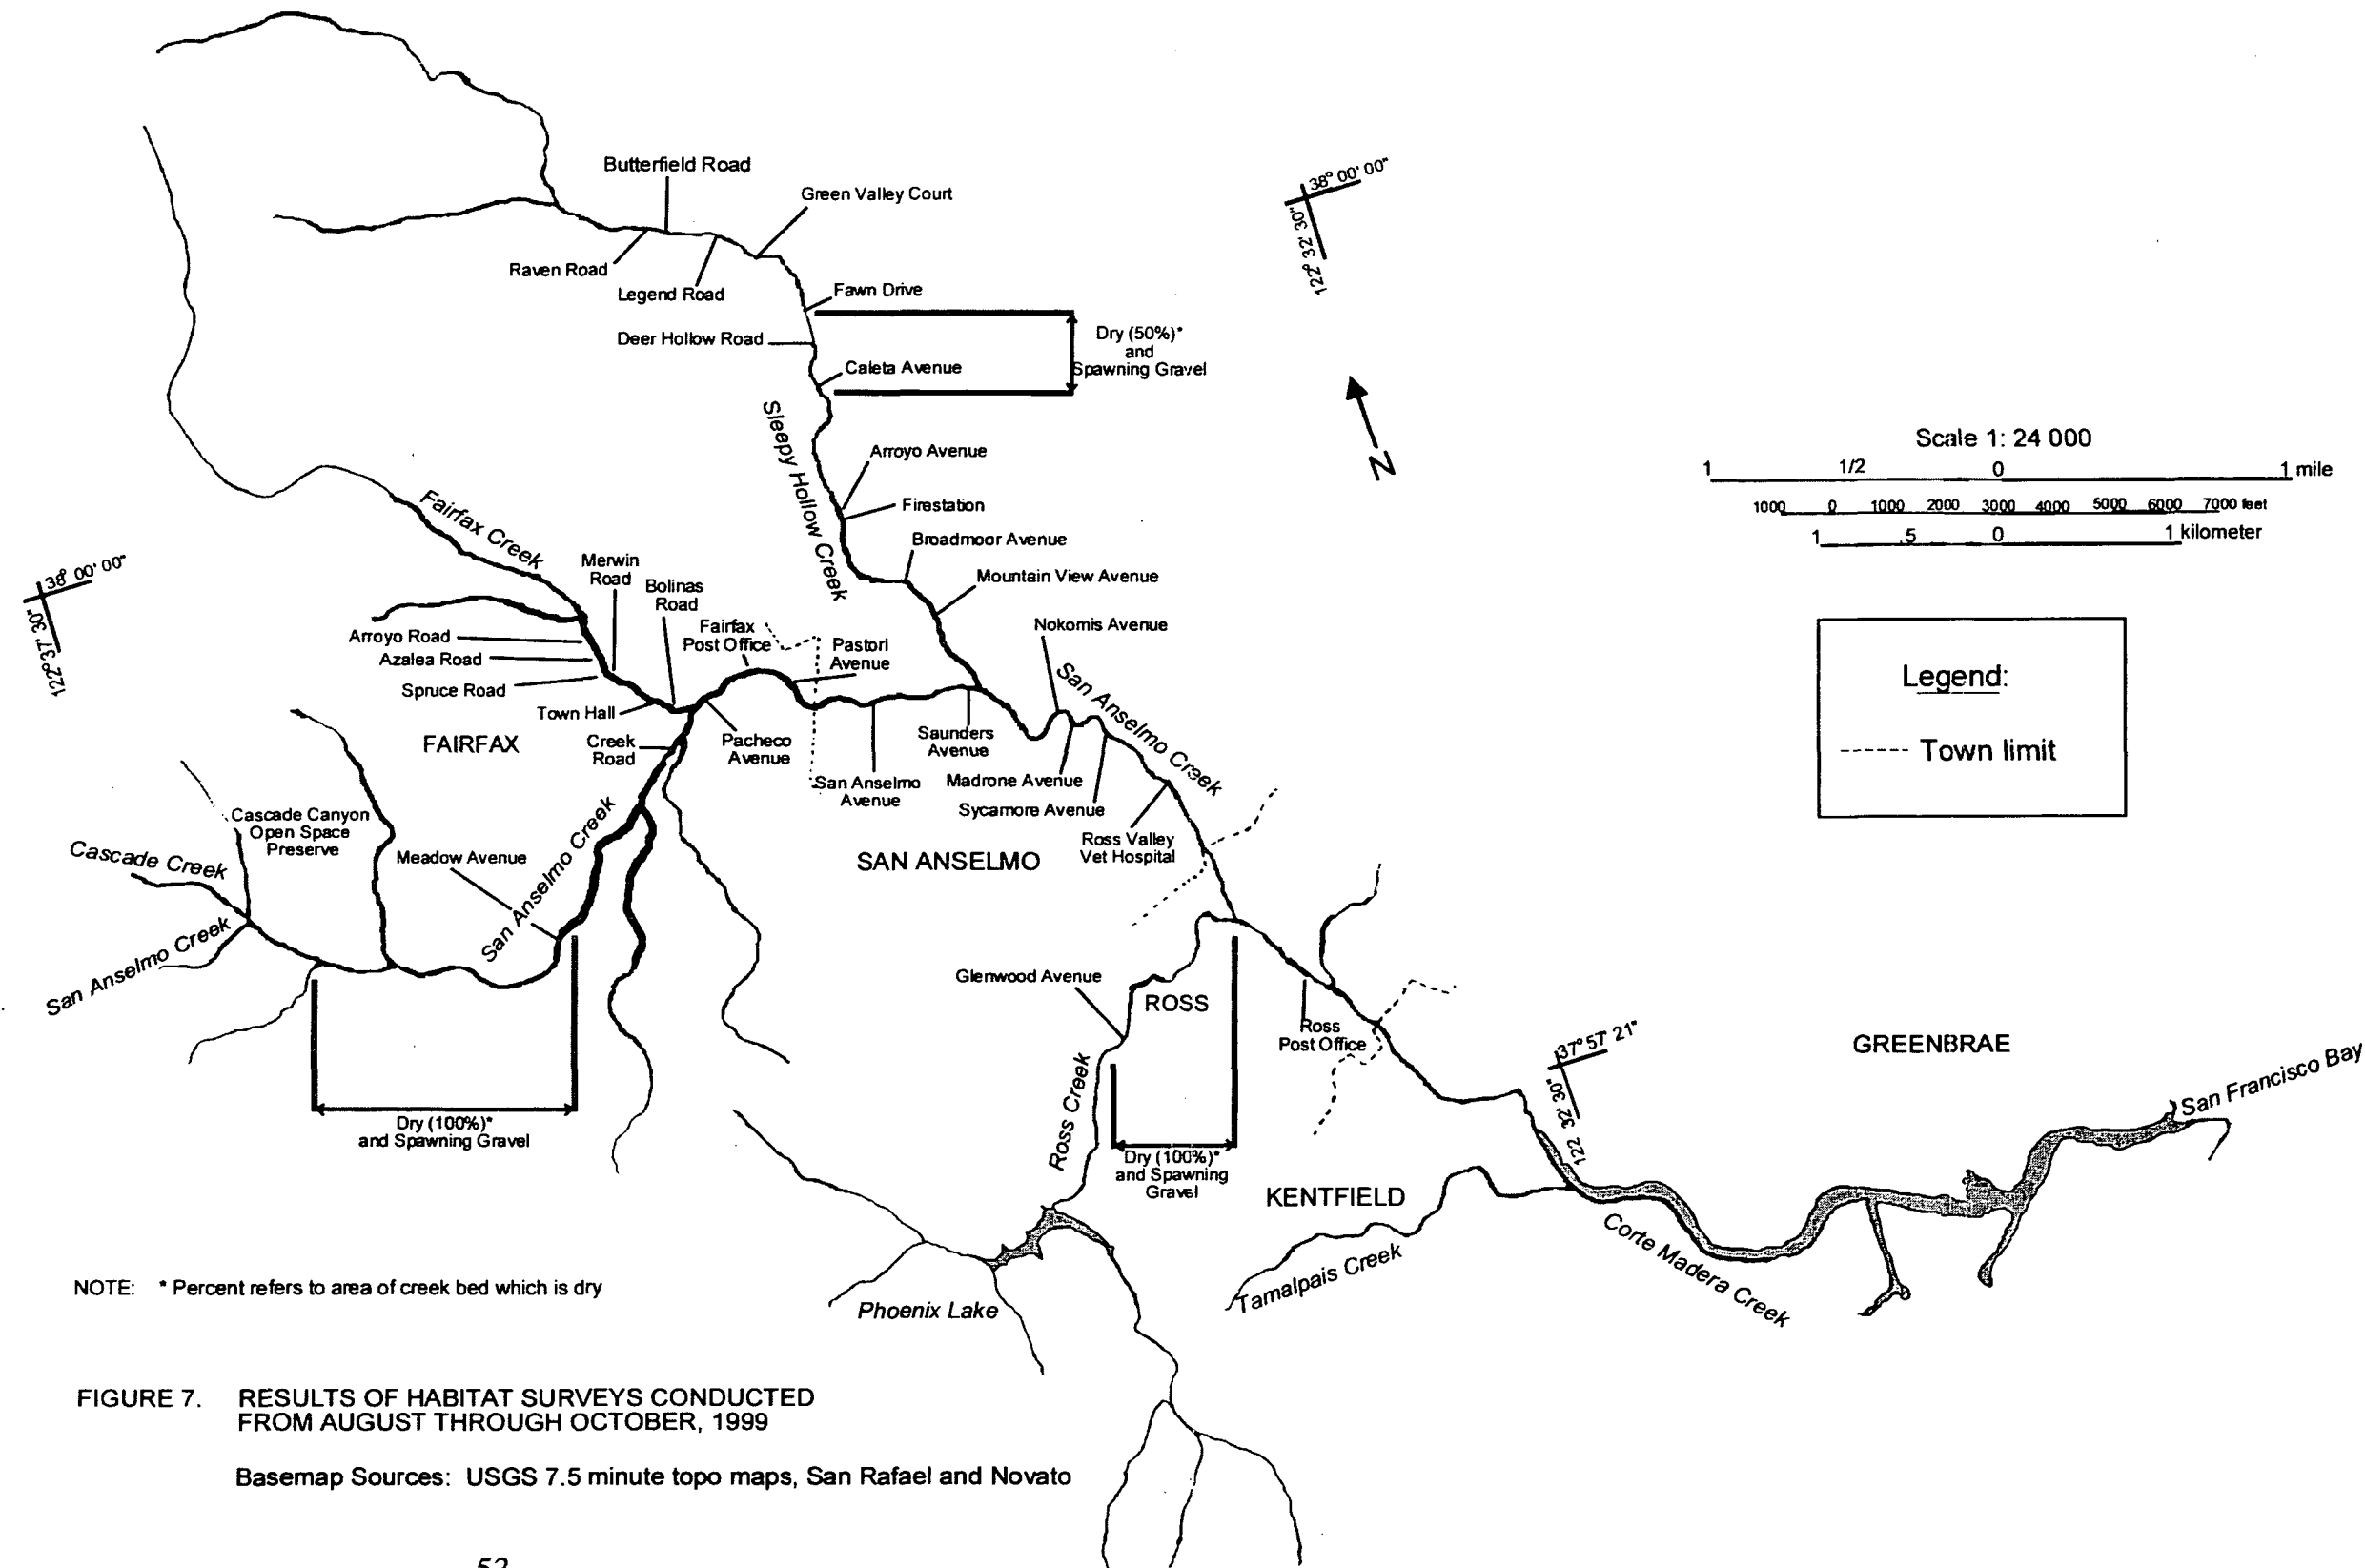 Butterfield Road
Green Valley Court
Raven Road
Legend Road
Fawn Drive
Deer Hollow Road
Caleta Avenue
Dry (50%)*
and
Spawning Gravel
38° 00' 00"
122° 32' 30"
N
Scale 1: 24 000
1 1/2 0 1 mile
1000 0 1000 2000 3000 4000 5000 6000 7000 feet
1 .5 0 1 kilometer
Sleepy Hollow Creek
Arroyo Avenue
Firestation
Broadmoor Avenue
Mountain View Avenue
Nokomis Avenue
San Anselmo Creek
Fairfax Creek
Merwin
Road
Bolinas
Road
Fairfax
Post Office
Pastori
Avenue
38° 00' 00"
122° 37' 30"
Arroyo Road
Azalea Road
Spruce Road
Town Hall
FAIRFAX
Creek
Road
Pacheco
Avenue
San Anselmo
Avenue
Saunders
Avenue
Madrone Avenue
Sycamore Avenue
Ross Valley
Vet Hospital
SAN ANSELMO
Legend:
Town limit
Cascade Canyon
Open Space
Preserve
Cascade Creek
San Anselmo Creek
Meadow Avenue
San Anselmo Creek
Dry (100%)*
and Spawning Gravel
Glenwood Avenue
ROSS
Ross
Post Office
Ross Creek
Dry (100%)*
and Spawning
Gravel
37° 57' 21"
122 32' 30"
GREENBRAE
San Francisco Bay
KENTFIELD
Tamalpais Creek
Corte Madera Creek
Phoenix Lake
NOTE: * Percent refers to area of creek bed which is dry
FIGURE 7. RESULTS OF HABITAT SURVEYS CONDUCTED
FROM AUGUST THROUGH OCTOBER, 1999
Basemap Sources: USGS 7.5 minute topo maps, San Rafael and Novato